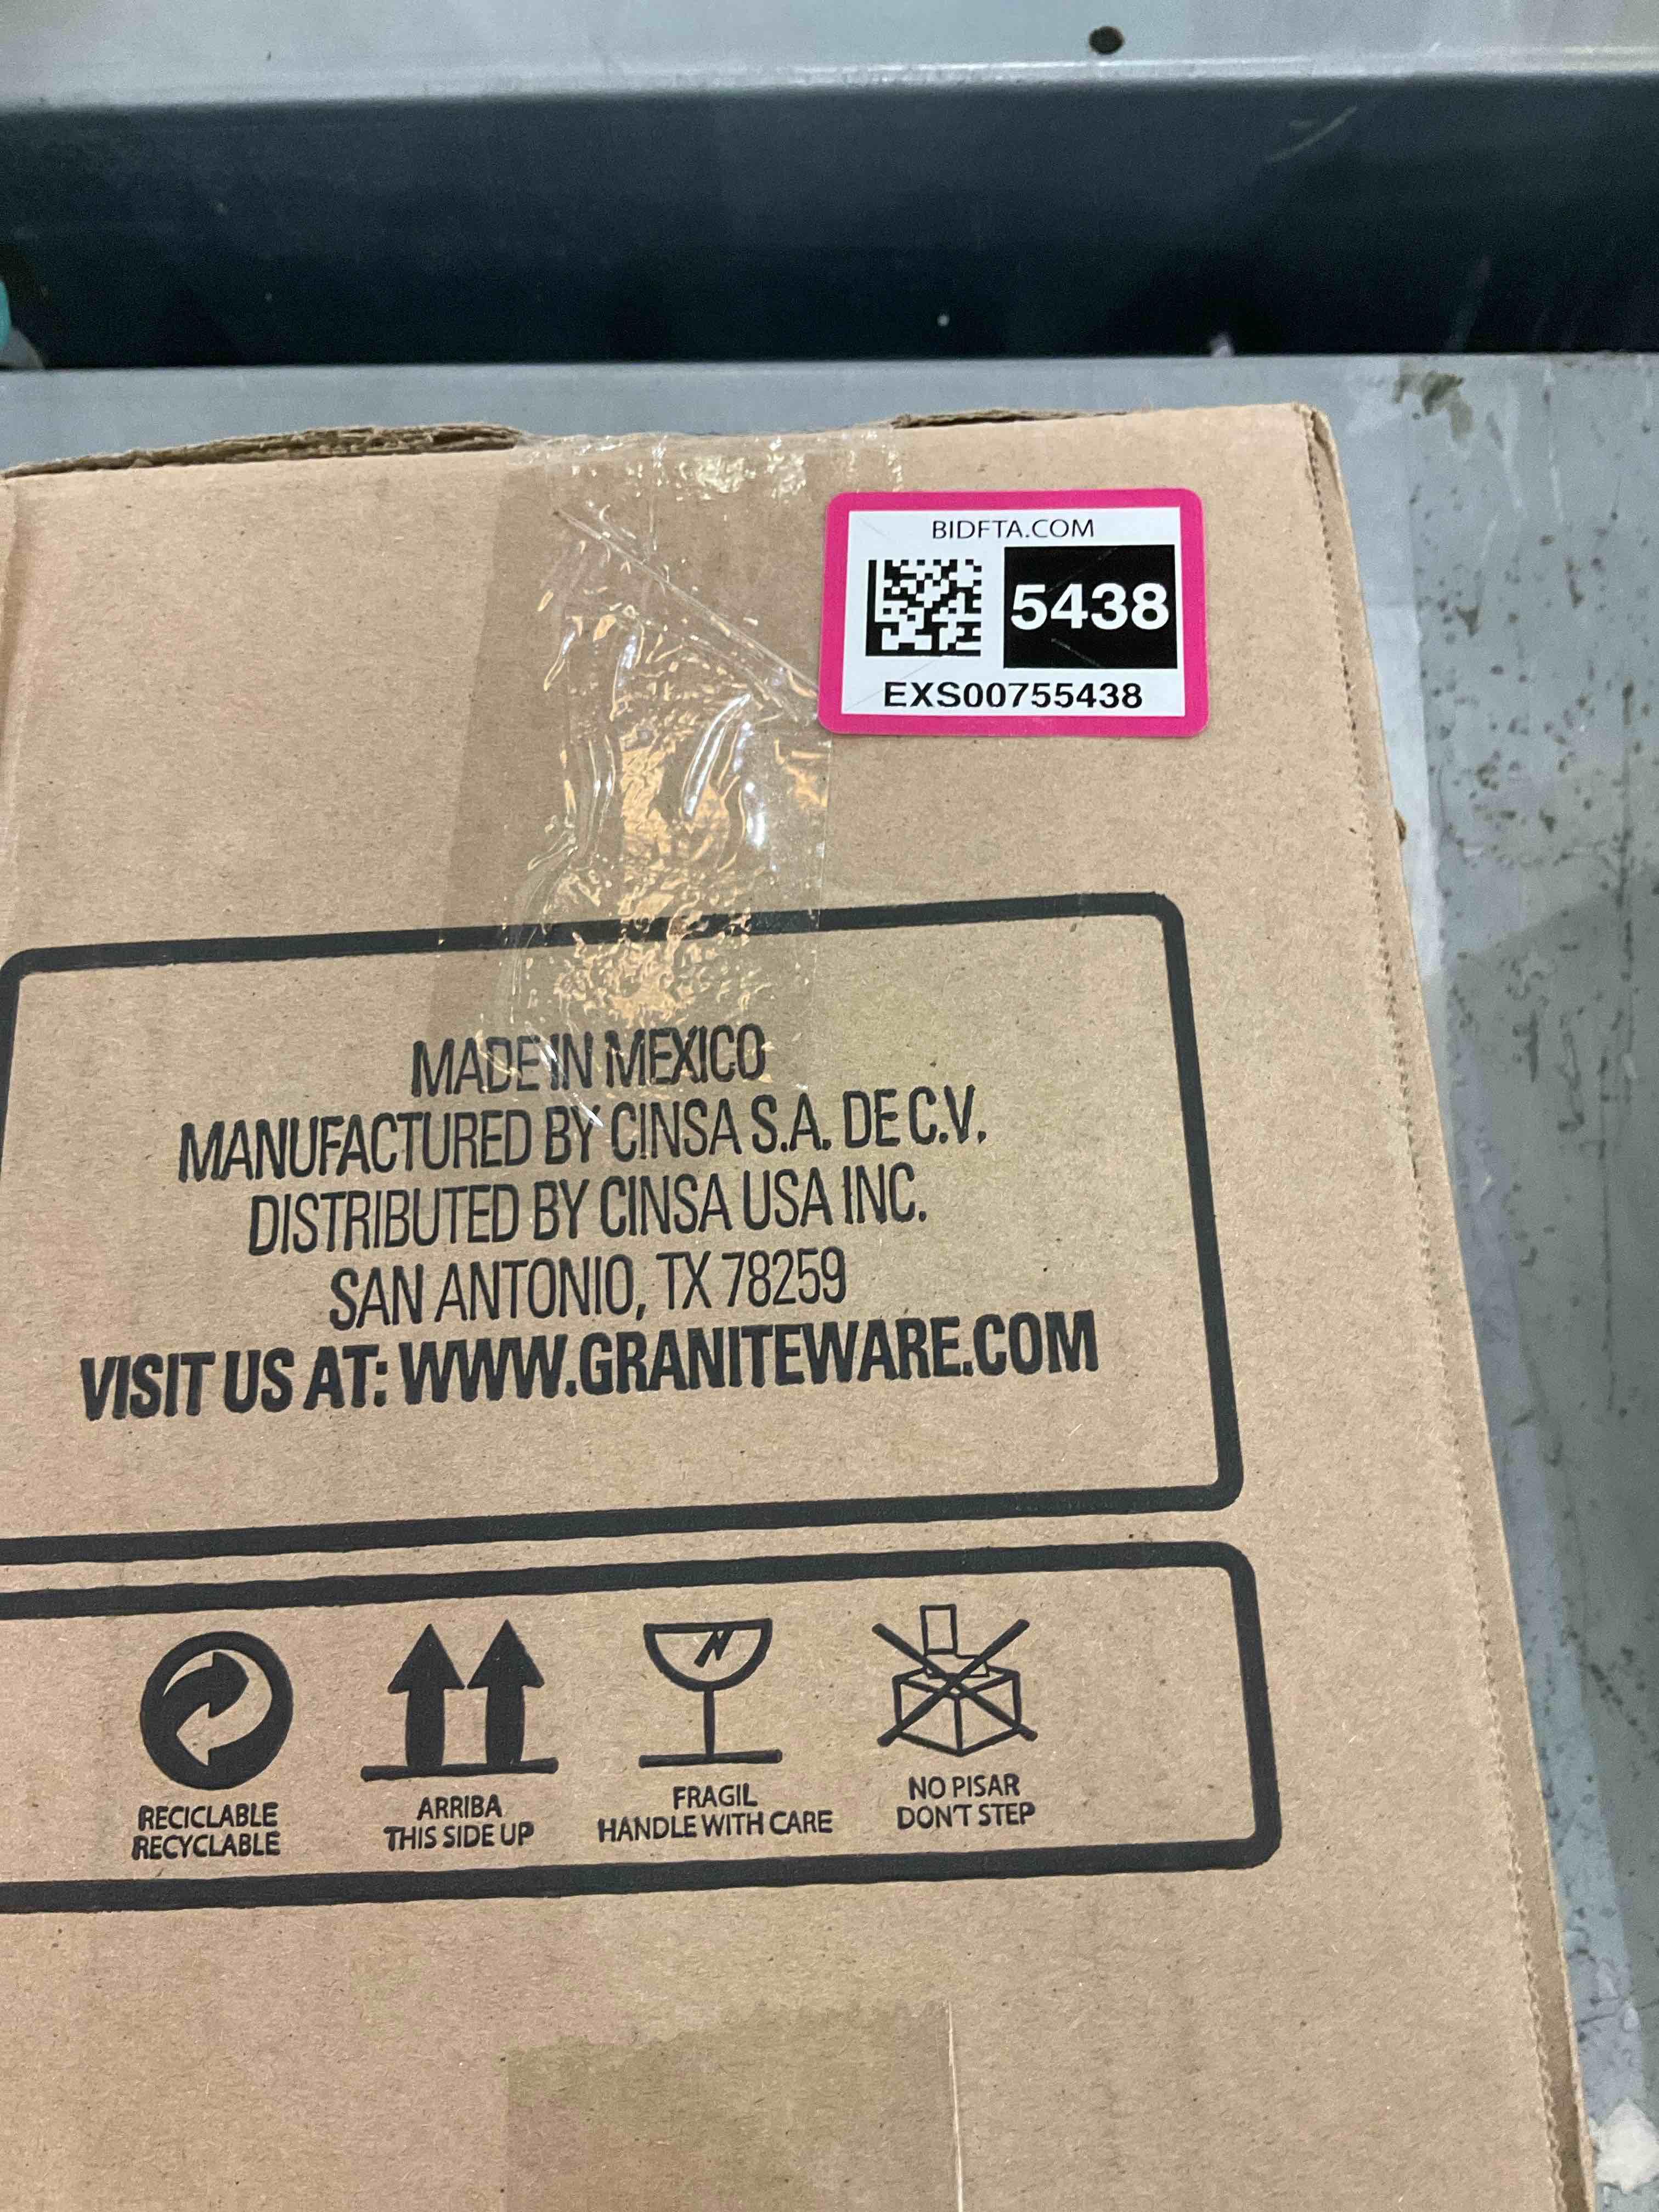 BIDFTA.COM
5438
EXS00755438
MADE IN MEXICO
MANUFACTURED BY CINSA S.A. DE C.V.
DISTRIBUTED BY CINSA USA INC.
SAN ANTONIO, TX 78259
VISIT US AT: WWW.GRANITEWARE.COM
RECICLABLE
RECYCLABLE
ARRIBA
THIS SIDE UP
FRAGIL
HANDLE WITH CARE
NO PISAR
DON'T STEP